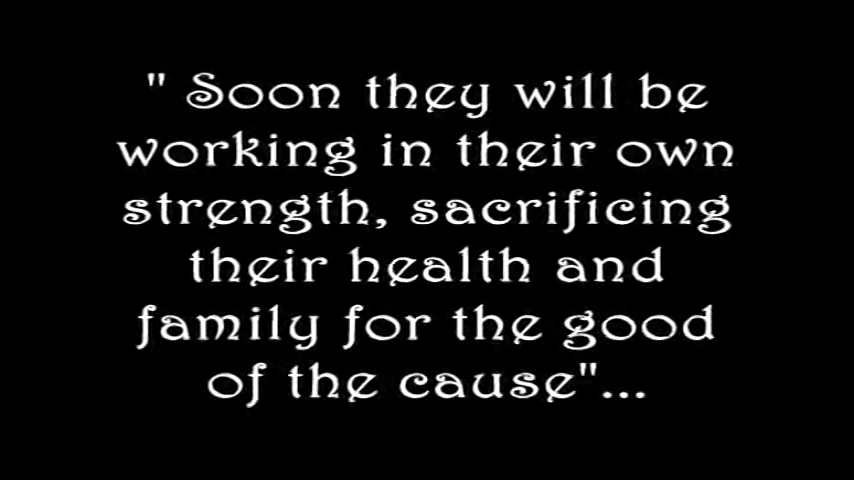 " Soon they will be
working in their own
strength, sacrificing
their health and
family for the good
of the cause"...